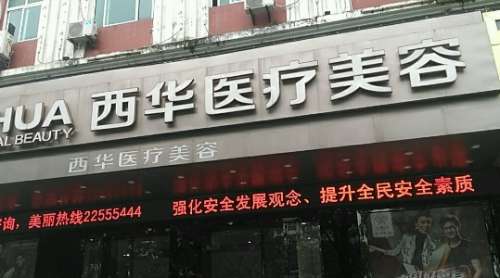 HUA 西华医疗美容
AL BEAUTY
西华医疗美容
咨询，美丽热线22555444 强化安全发展观念、提升全民安全素质